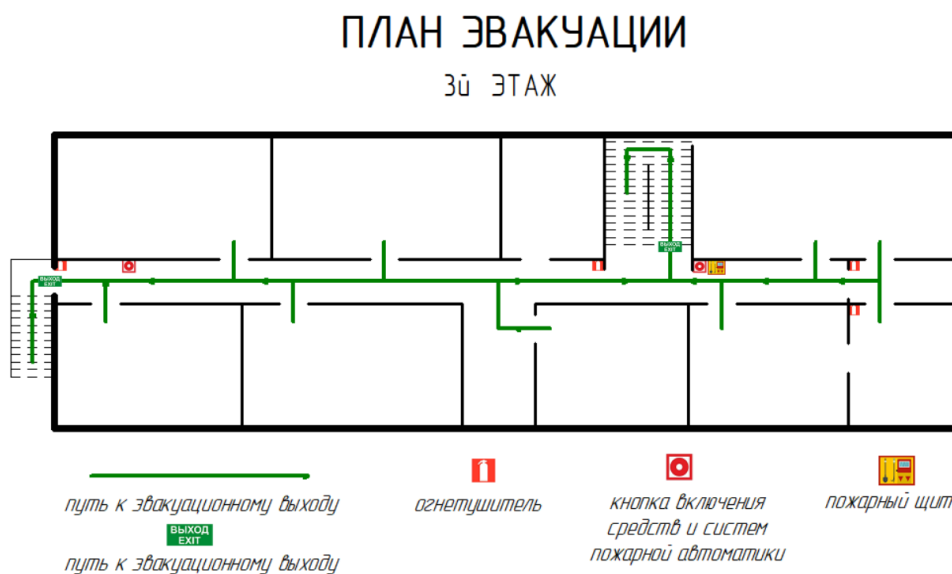 ПЛАН ЭВАКУАЦИИ
3й ЭТАЖ
ВЫХОД
EXIT
ВЫХОД
EXIT
путь к эвакуационному выходу
огнетушитель
кнопка включения
средств и систем
пожарной автоматики
пожарный щит
ВЫХОД
EXIT
путь к эвакуационному выходу